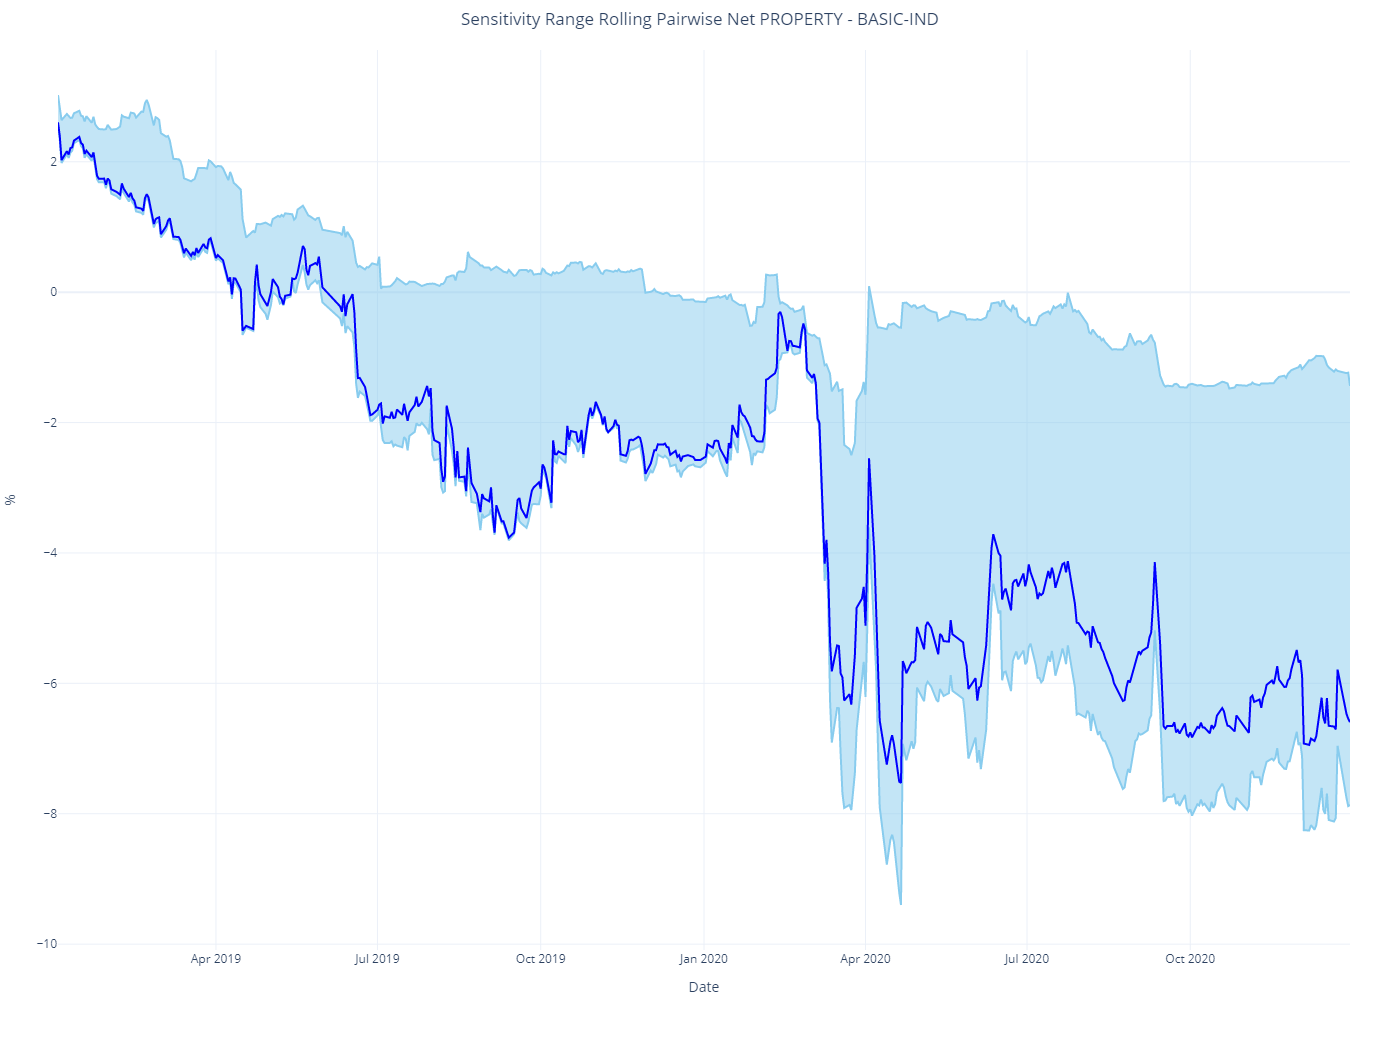 Sensitivity Range Rolling Pairwise Net PROPERTY - BASIC-IND
%
2
0
−2
−4
−6
−8
−10
Apr 2019
Jul 2019
Oct 2019
Jan 2020
Apr 2020
Jul 2020
Oct 2020
Date